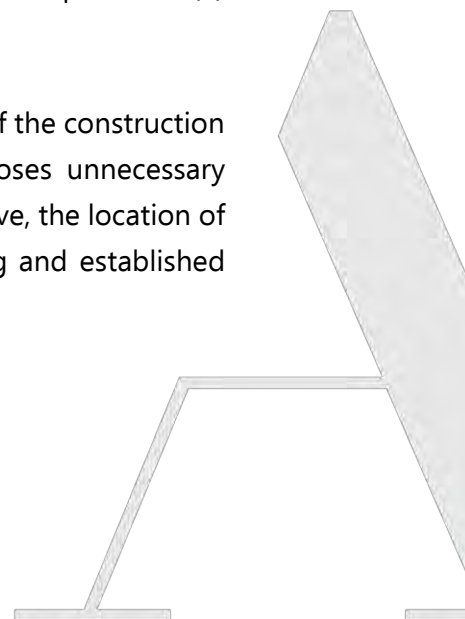 f the construction
oses unnecessary
ve, the location of
g and established